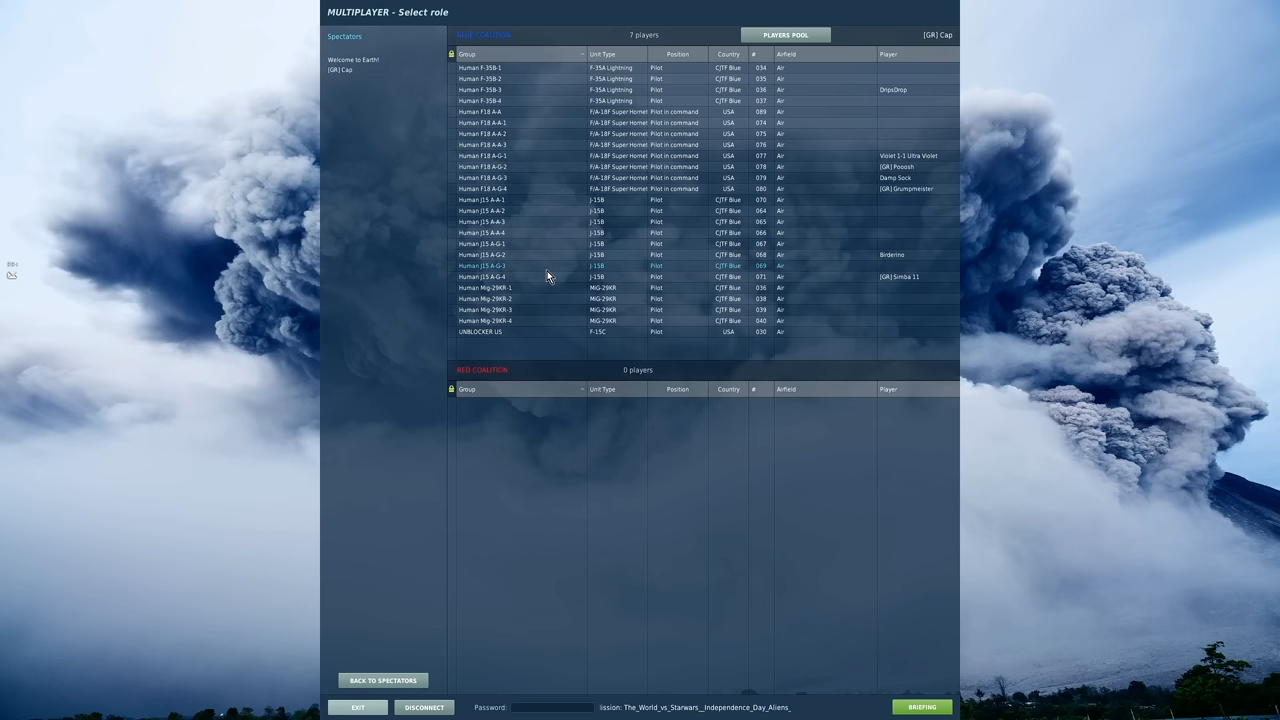 MULTIPLAYER - Select role
Spectators
Welcome to Earth!
[GR] Cap
BLUE COALITION 7 players PLAYERS POOL [GR] Cap
Group Unit Type Position Country # Airfield Player
Human F-35B-1 F-35A Lightning Pilot CJTF Blue 034 Air
Human F-35B-2 F-35A Lightning Pilot CJTF Blue 035 Air
Human F-35B-3 F-35A Lightning Pilot CJTF Blue 036 Air DripsDrop
Human F-35B-4 F-35A Lightning Pilot CJTF Blue 037 Air
Human F18 A-A F/A-18F Super Hornet Pilot in command USA 089 Air
Human F18 A-A-1 F/A-18F Super Hornet Pilot in command USA 074 Air
Human F18 A-A-2 F/A-18F Super Hornet Pilot in command USA 075 Air
Human F18 A-A-3 F/A-18F Super Hornet Pilot in command USA 076 Air
Human F18 A-G-1 F/A-18F Super Hornet Pilot in command USA 077 Air Violet 1-1 Ultra Violet
Human F18 A-G-2 F/A-18F Super Hornet Pilot in command USA 078 Air [GR] Pooosh
Human F18 A-G-3 F/A-18F Super Hornet Pilot in command USA 079 Air Damp Sock
Human F18 A-G-4 F/A-18F Super Hornet Pilot in command USA 080 Air [GR] Grumpmeister
Human J15 A-A-1 J-15B Pilot CJTF Blue 070 Air
Human J15 A-A-2 J-15B Pilot CJTF Blue 064 Air
Human J15 A-A-3 J-15B Pilot CJTF Blue 065 Air
Human J15 A-A-4 J-15B Pilot CJTF Blue 066 Air
Human J15 A-G-1 J-15B Pilot CJTF Blue 067 Air
Human J15 A-G-2 J-15B Pilot CJTF Blue 068 Air Birderino
Human J15 A-G-3 J-15B Pilot CJTF Blue 069 Air
Human J15 A-G-4 J-15B Pilot CJTF Blue 071 Air [GR] Simba 11
Human Mig-29KR-1 MiG-29KR Pilot CJTF Blue 036 Air
Human Mig-29KR-2 MiG-29KR Pilot CJTF Blue 038 Air
Human Mig-29KR-3 MiG-29KR Pilot CJTF Blue 039 Air
Human Mig-29KR-4 MiG-29KR Pilot CJTF Blue 040 Air
UNBLOCKER US F-15C Pilot USA 030 Air
RED COALITION 0 players
Group Unit Type Position Country # Airfield Player
BACK TO SPECTATORS
EXIT DISCONNECT Password: lission: The_World_vs_Starwars__Independence_Day_Aliens_ BRIEFING